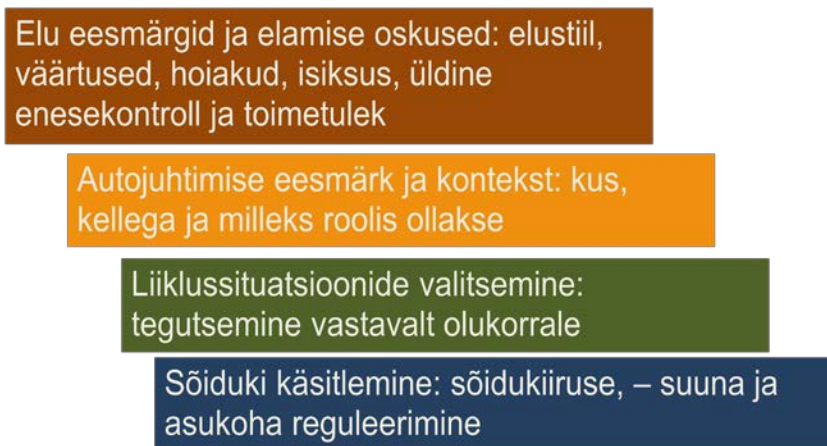 Elu eesmärgid ja elamise oskused: elustiil,
väärtused, hoiakud, isiksus, üldine
enesekontroll ja toimetulek
Autojuhtimise eesmärk ja kontekst: kus,
kellega ja milleks roolis ollakse
Liiklussituatsioonide valitsemine:
tegutsemine vastavalt olukorrale
Sõiduki käsitlemine: sõidukiiruse, – suuna ja
asukoha reguleerimine